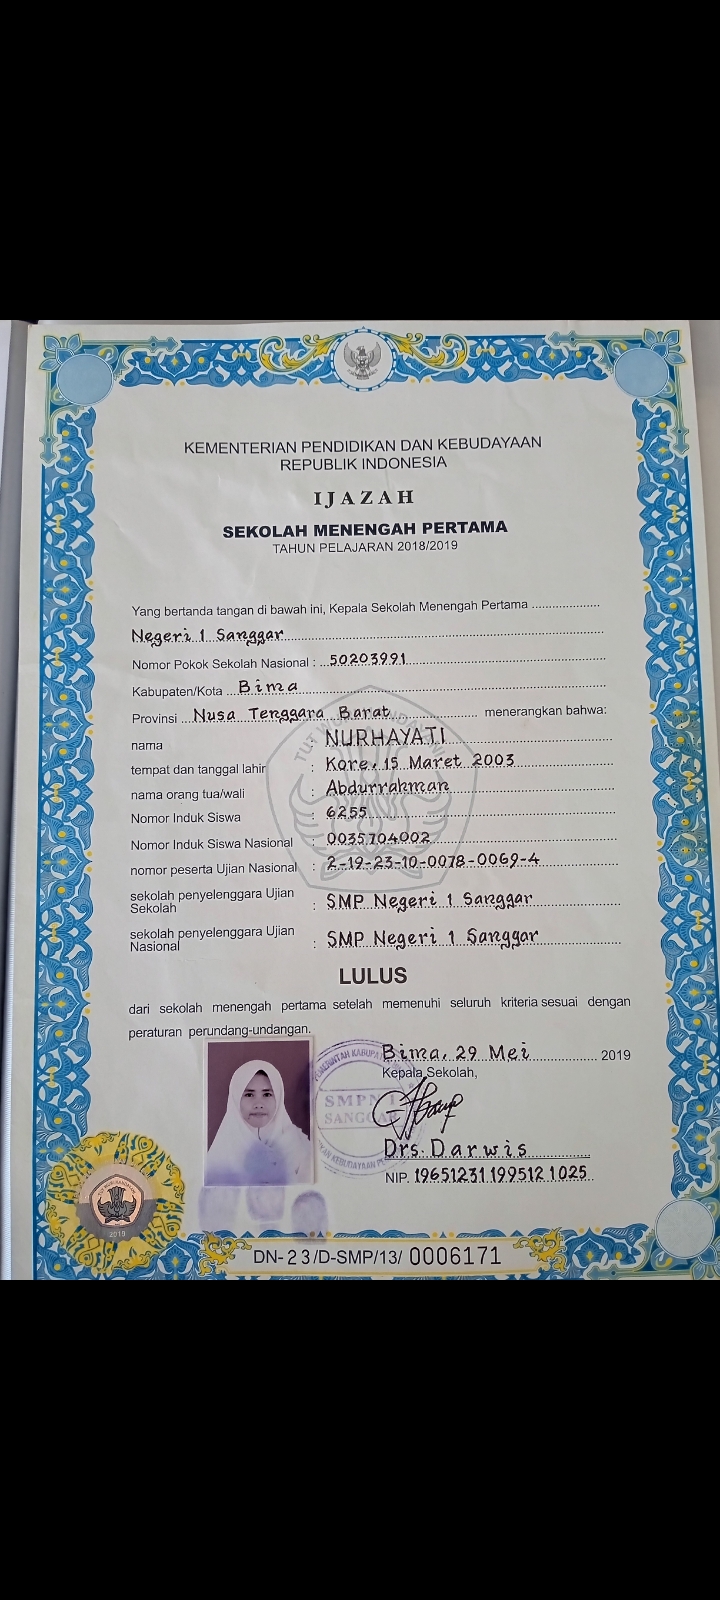 KEMENTERIAN PENDIDIKAN DAN KEBUDAYAAN
REPUBLIK INDONESIA
IJAZAH
SEKOLAH MENENGAH PERTAMA
TAHUN PELAJARAN 2018/2019
Yang bertanda tangan di bawah ini, Kepala Sekolah Menengah Pertama
Negeri 1 Sanggar
Nomor Pokok Sekolah Nasional : 50203991
Kabupaten/Kota Bima
Provinsi Nusa Tenggara Barat menerangkan bahwa:
nama : NURHAYATI
tempat dan tanggal lahir : Kore, 15 Maret 2003
nama orang tua/wali : Abdurrahman
Nomor Induk Siswa : 6255
Nomor Induk Siswa Nasional : 0035704002
nomor peserta Ujian Nasional : 2-19-23-10-0078-0069-4
sekolah penyelenggara Ujian
Sekolah : SMP Negeri 1 Sanggar
sekolah penyelenggara Ujian
Nasional : SMP Negeri 1 Sanggar
LULUS
dari sekolah menengah pertama setelah memenuhi seluruh kriteria sesuai dengan
peraturan perundang-undangan.
Bima, 29 Mei 2019
Kepala Sekolah,
SMPN 1
SANGGAR
Drs. Darwis
NIP. 19651231 199512 1 025
2019
DN-23/D-SMP/13/ 0006171